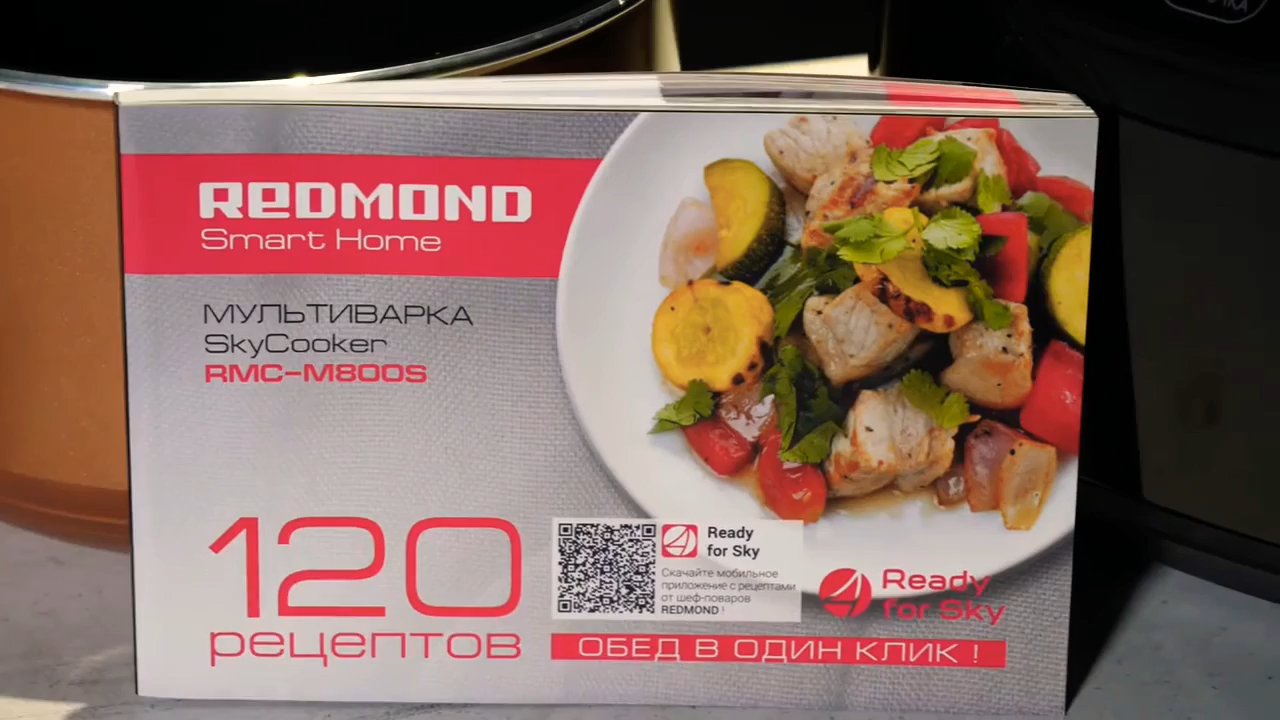 REDMOND
Smart Home
МУЛЬТИВАРКА
SkyCooker
RMC-M800S
120
рецептов
Ready
for Sky
Скачайте мобильное
приложение с рецептами
от шеф-поваров
REDMOND !
Ready
for Sky
ОБЕД В ОДИН КЛИК !